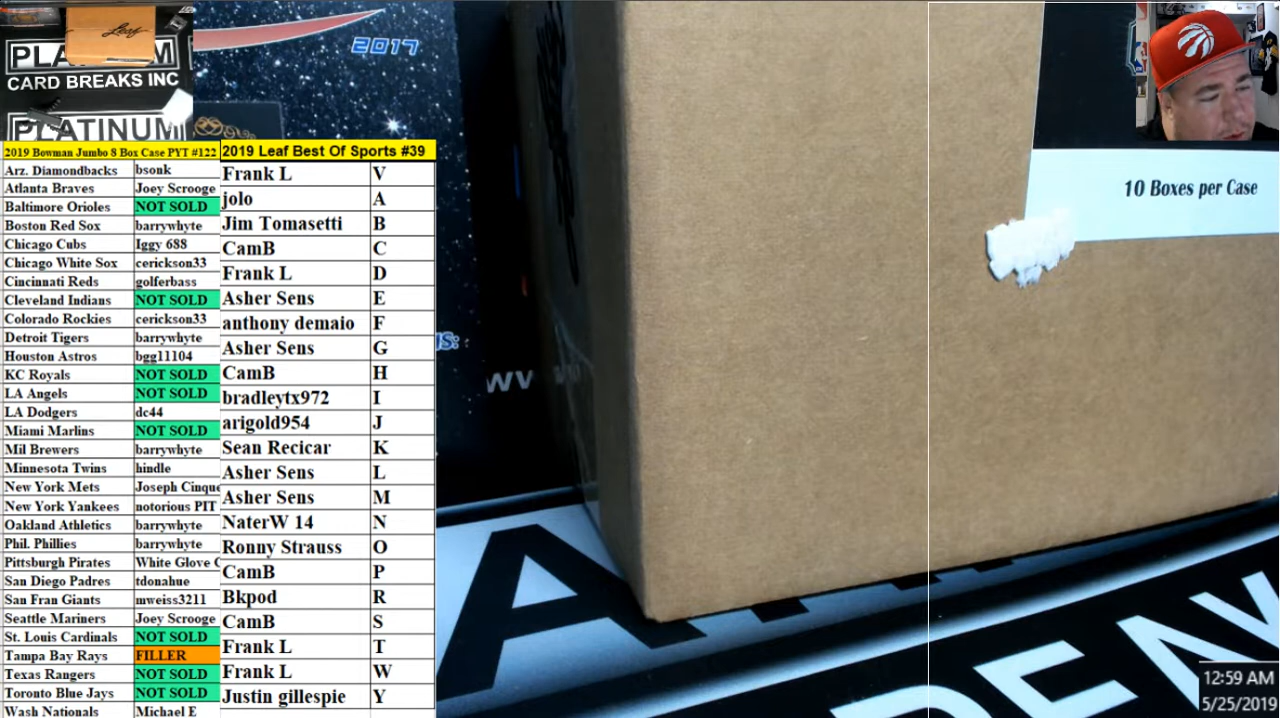 Leaf
PLATINUM
CARD BREAKS INC
PLATINUM
2017
2019 Bowman Jumbo 8 Box Case PYT #122
Arz. Diamondbacks bsonk
Atlanta Braves Joey Scrooge
Baltimore Orioles NOT SOLD
Boston Red Sox barrywhyte
Chicago Cubs Iggy 688
Chicago White Sox cerickson33
Cincinnati Reds golferbass
Cleveland Indians NOT SOLD
Colorado Rockies cerickson33
Detroit Tigers barrywhyte
Houston Astros bgg11104
KC Royals NOT SOLD
LA Angels NOT SOLD
LA Dodgers dc44
Miami Marlins NOT SOLD
Mil Brewers barrywhyte
Minnesota Twins hindle
New York Mets Joseph Cinque
New York Yankees notorious PIT
Oakland Athletics barrywhyte
Phil. Phillies barrywhyte
Pittsburgh Pirates White Glove C
San Diego Padres tdonahue
San Fran Giants mweiss3211
Seattle Mariners Joey Scrooge
St. Louis Cardinals NOT SOLD
Tampa Bay Rays FILLER
Texas Rangers NOT SOLD
Toronto Blue Jays NOT SOLD
Wash Nationals Michael E
2019 Leaf Best Of Sports #39
Frank L V
jolo A
Jim Tomasetti B
CamB C
Frank L D
Asher Sens E
anthony demaio F
Asher Sens G
CamB H
bradleytx972 I
arigold954 J
Sean Recicar K
Asher Sens L
Asher Sens M
NaterW 14 N
Ronny Strauss O
CamB P
Bkpod R
CamB S
Frank L T
Frank L W
Justin gillespie Y
10 Boxes per Case
12:59 AM
5/25/2019